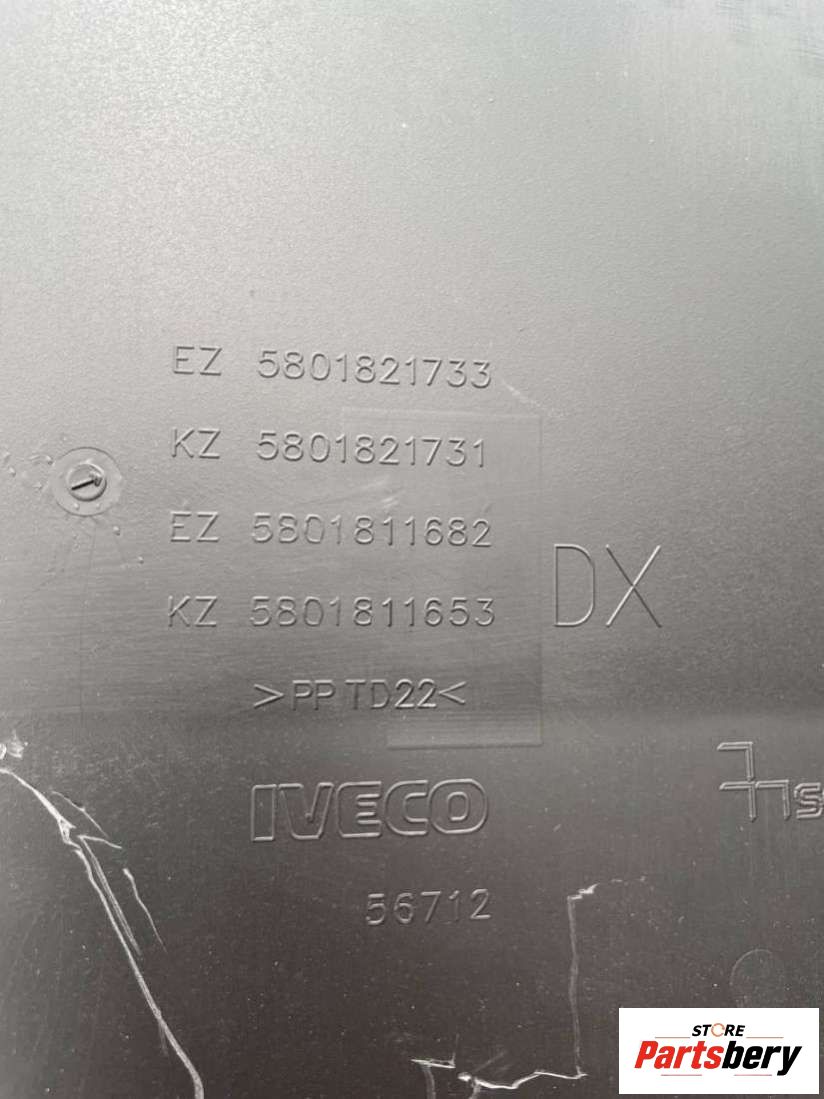 EZ 5801821733
KZ 5801821731
EZ 5801811682
KZ 5801811653
DX
>PP TD22<
IVECO
56712
STORE
Partsbery